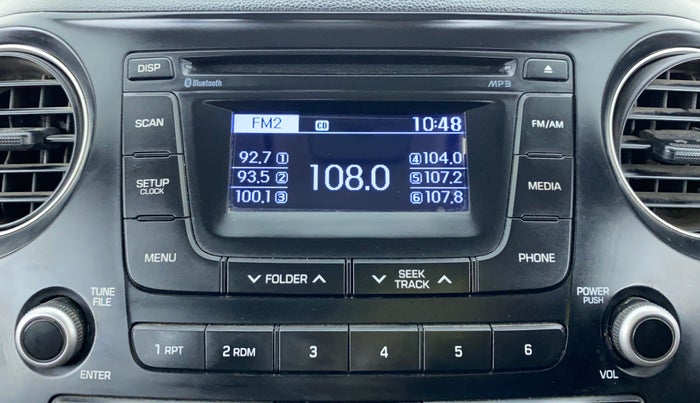 DISP
Bluetooth
MP3
SCAN
FM/AM
FM2 CD 10:48
92.7 1
93.5 2
100.1 3
108.0
4 104.0
5 107.2
6 107.8
SETUP
CLOCK
MEDIA
MENU
PHONE
FOLDER
SEEK
TRACK
TUNE
FILE
POWER
PUSH
1 RPT
2 RDM
3
4
5
6
ENTER
VOL